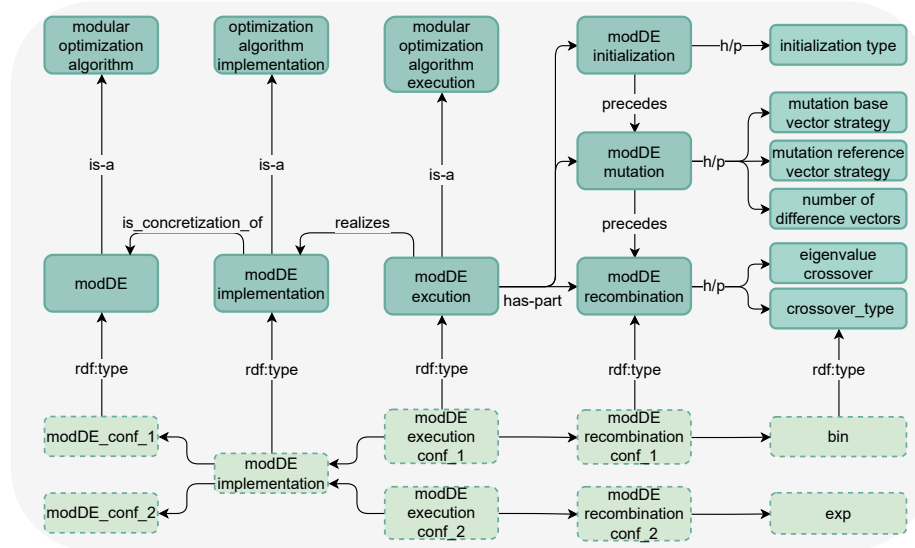 modular
optimization
algorithm
optimization
algorithm
implementation
modular
optimization
algorithm
execution
modDE
initialization
h/p
initialization type
precedes
mutation base
vector strategy
is-a
is-a
is-a
modDE
mutation
h/p
mutation reference
vector strategy
number of
difference vectors
is_concretization_of
realizes
precedes
modDE
modDE
implementation
modDE
excution
has-part
modDE
recombination
h/p
eigenvalue
crossover
crossover_type
rdf:type
rdf:type
rdf:type
rdf:type
rdf:type
modDE_conf_1
modDE
implementation
modDE
execution
conf_1
modDE
recombination
conf_1
bin
modDE_conf_2
modDE
execution
conf_2
modDE
recombination
conf_2
exp